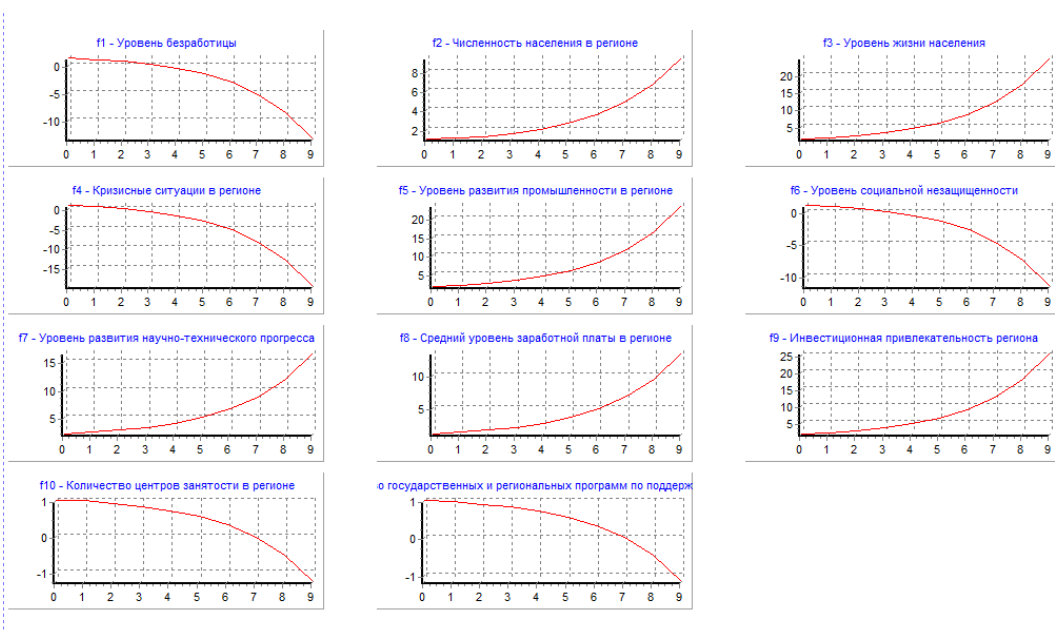 f1 - Уровень безработицы
0
-5
-10
0 1 2 3 4 5 6 7 8 9
f2 - Численность населения в регионе
8
6
4
2
0 1 2 3 4 5 6 7 8 9
f3 - Уровень жизни населения
20
15
10
5
0 1 2 3 4 5 6 7 8 9
f4 - Кризисные ситуации в регионе
0
-5
-10
-15
0 1 2 3 4 5 6 7 8 9
f5 - Уровень развития промышленности в регионе
20
15
10
5
0 1 2 3 4 5 6 7 8 9
f6 - Уровень социальной незащищенности
0
-5
-10
0 1 2 3 4 5 6 7 8 9
f7 - Уровень развития научно-технического прогресса
15
10
5
0 1 2 3 4 5 6 7 8 9
f8 - Средний уровень заработной платы в регионе
10
5
0 1 2 3 4 5 6 7 8 9
f9 - Инвестиционная привлекательность региона
25
20
15
10
5
0 1 2 3 4 5 6 7 8 9
f10 - Количество центров занятости в регионе
1
0
-1
0 1 2 3 4 5 6 7 8 9
о государственных и региональных программ по поддерж
1
0
-1
0 1 2 3 4 5 6 7 8 9